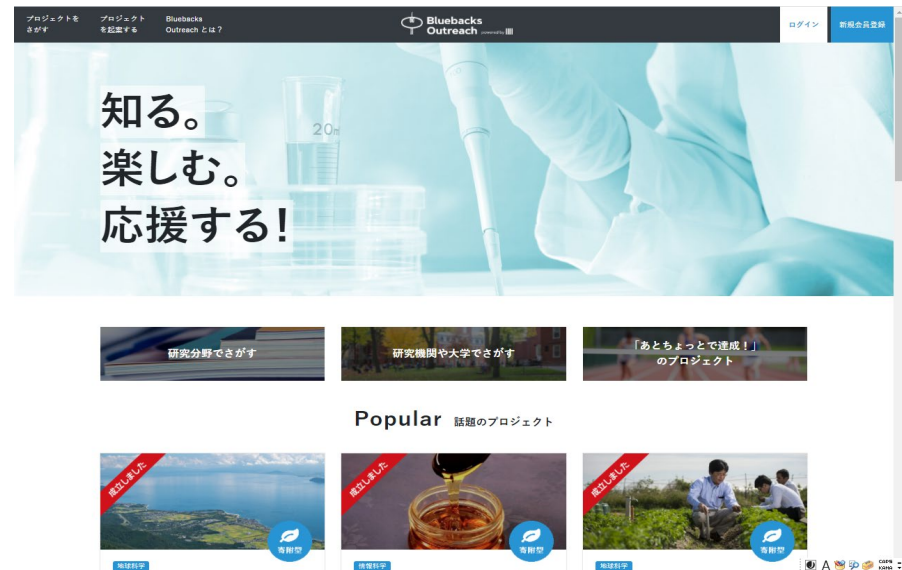 プロジェクトを
さがす
プロジェクト
を起案する
Bluebacks
Outreach とは？
Bluebacks
Outreach powered by
ログイン
新規会員登録
知る。
楽しむ。
応援する!
20
研究分野でさがす
研究機関や大学でさがす
「あとちょっとで達成！」
のプロジェクト
Popular 話題のプロジェクト
成立しました
成立しました
成立しました
寄附型
寄附型
寄附型
地球科学
情報科学
地球科学
A
CAPS
KANA